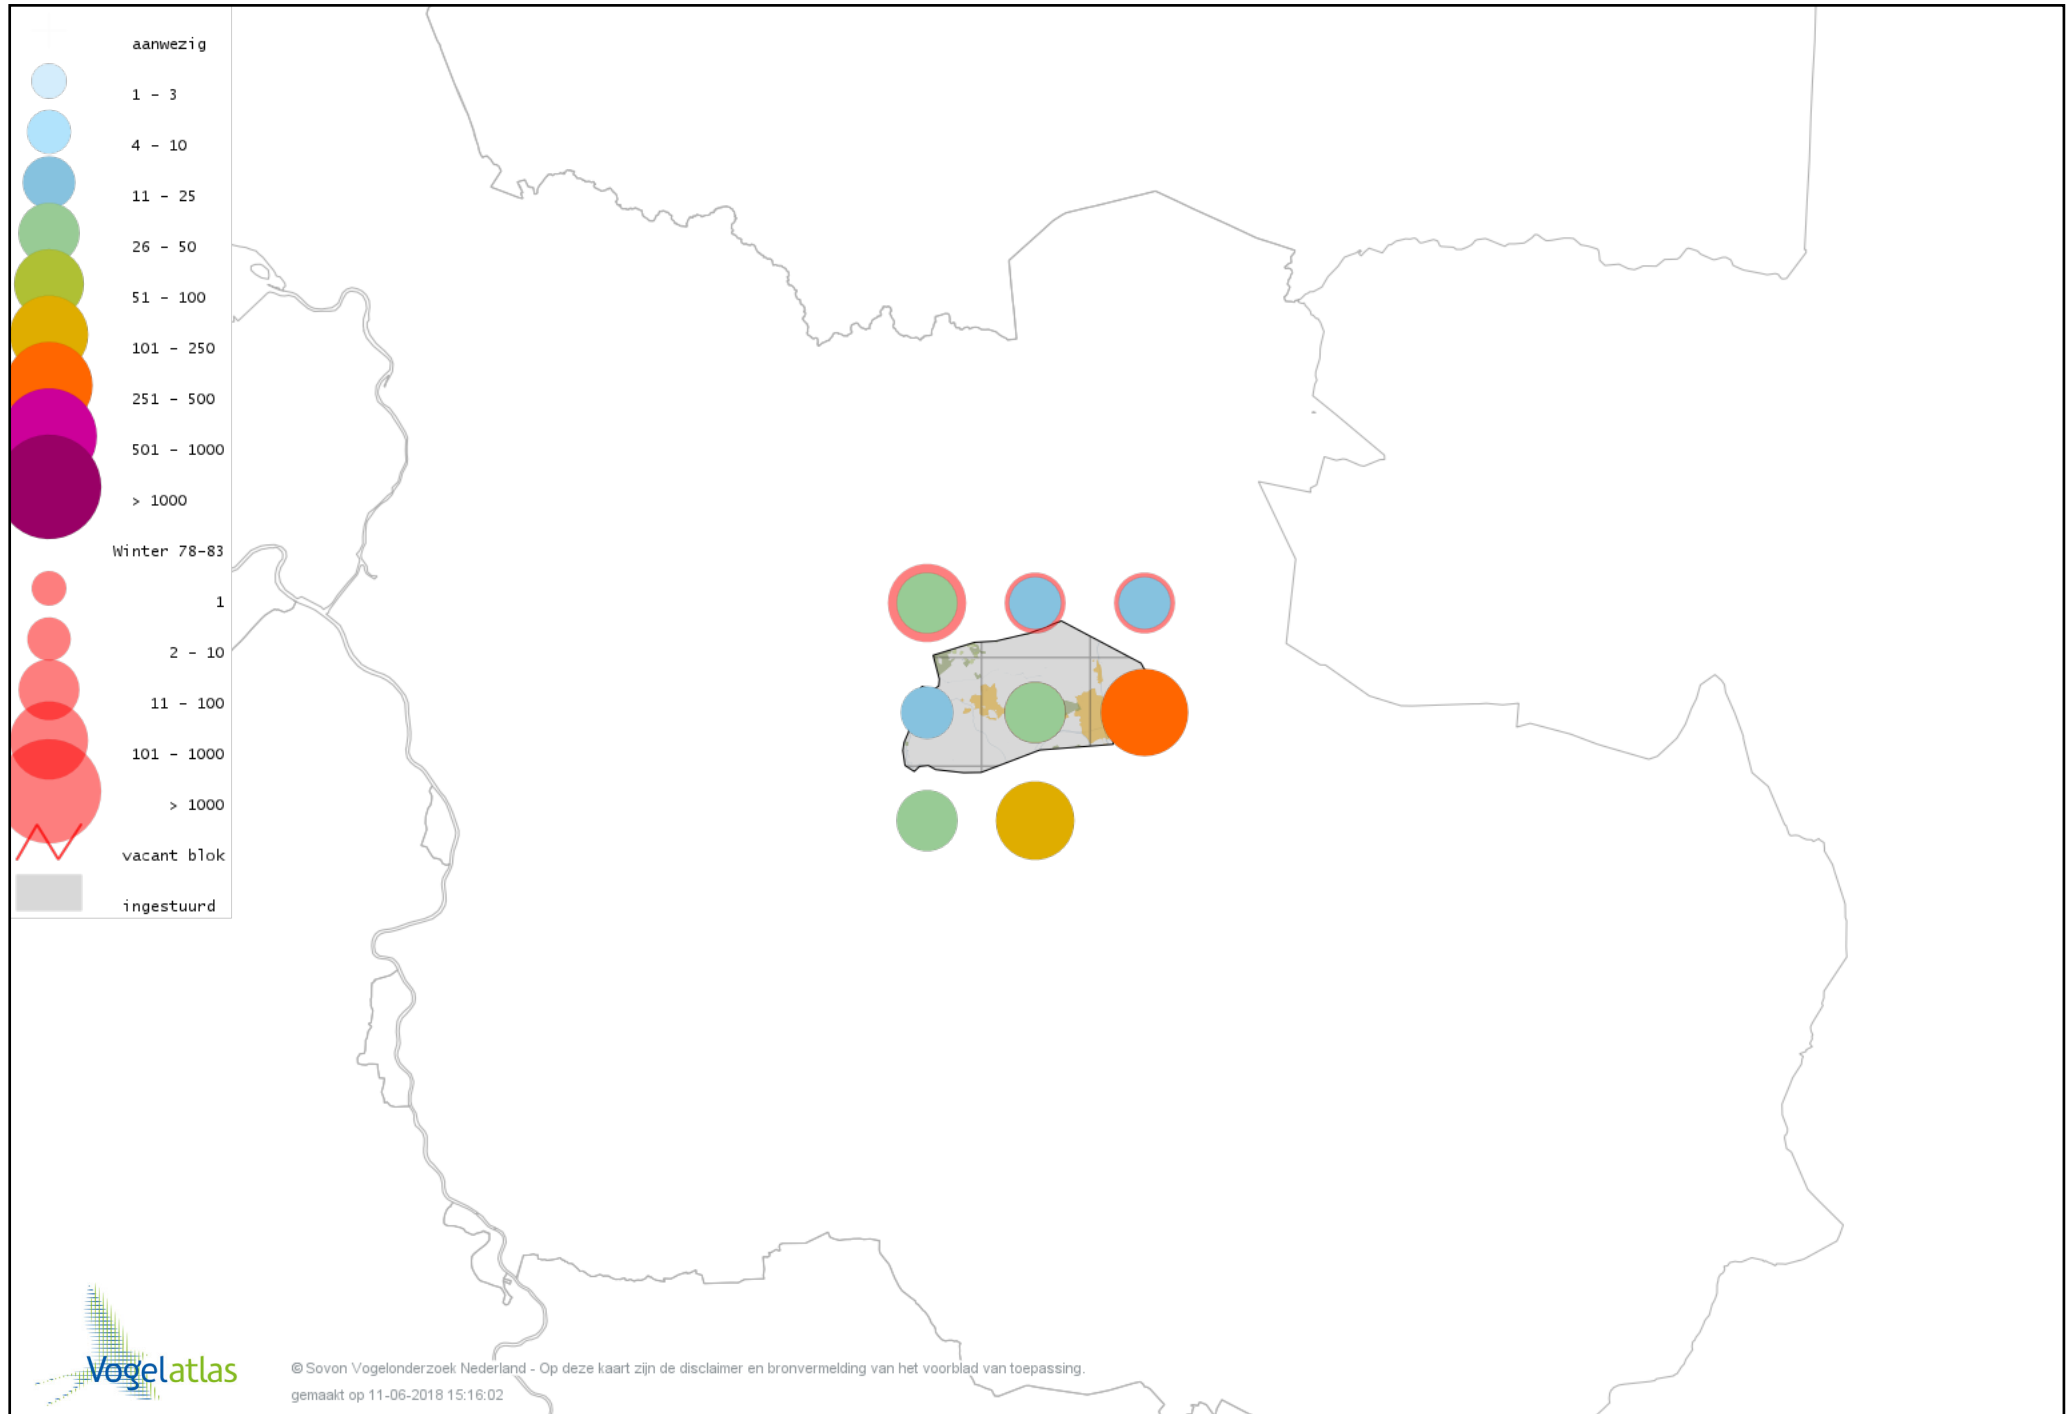 aanwezig
1 - 3
4 - 10
11 - 25
26 - 50
51 - 100
101 - 250
251 - 500
501 - 1000
> 1000
Winter 78-83
1
2 - 10
11 - 100
101 - 1000
> 1000
vacant blok
ingestuurd
Vogelatlas
© Sovon Vogelonderzoek Nederland - Op deze kaart zijn de disclaimer en bronvermelding van het voorblad van toepassing.
gemaakt op 11-06-2018 15:16:02